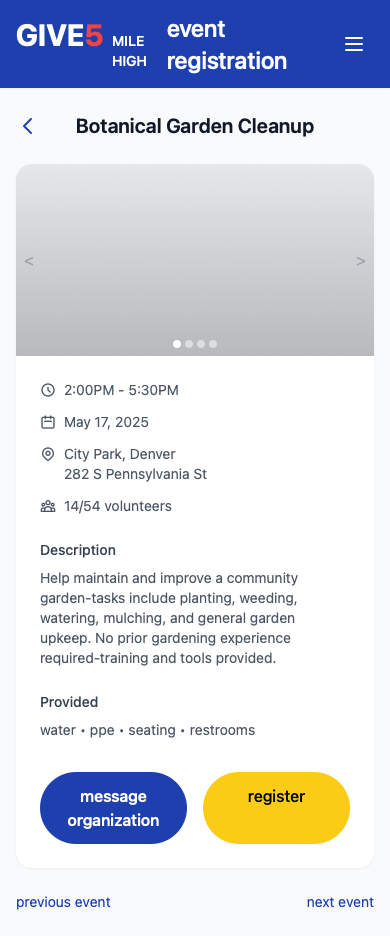 GIVE5 MILE HIGH
event registration
Botanical Garden Cleanup
< >
2:00PM - 5:30PM
May 17, 2025
City Park, Denver
282 S Pennsylvania St
14/54 volunteers
Description
Help maintain and improve a community
garden-tasks include planting, weeding,
watering, mulching, and general garden
upkeep. No prior gardening experience
required-training and tools provided.
Provided
water • ppe • seating • restrooms
message
organization
register
previous event
next event